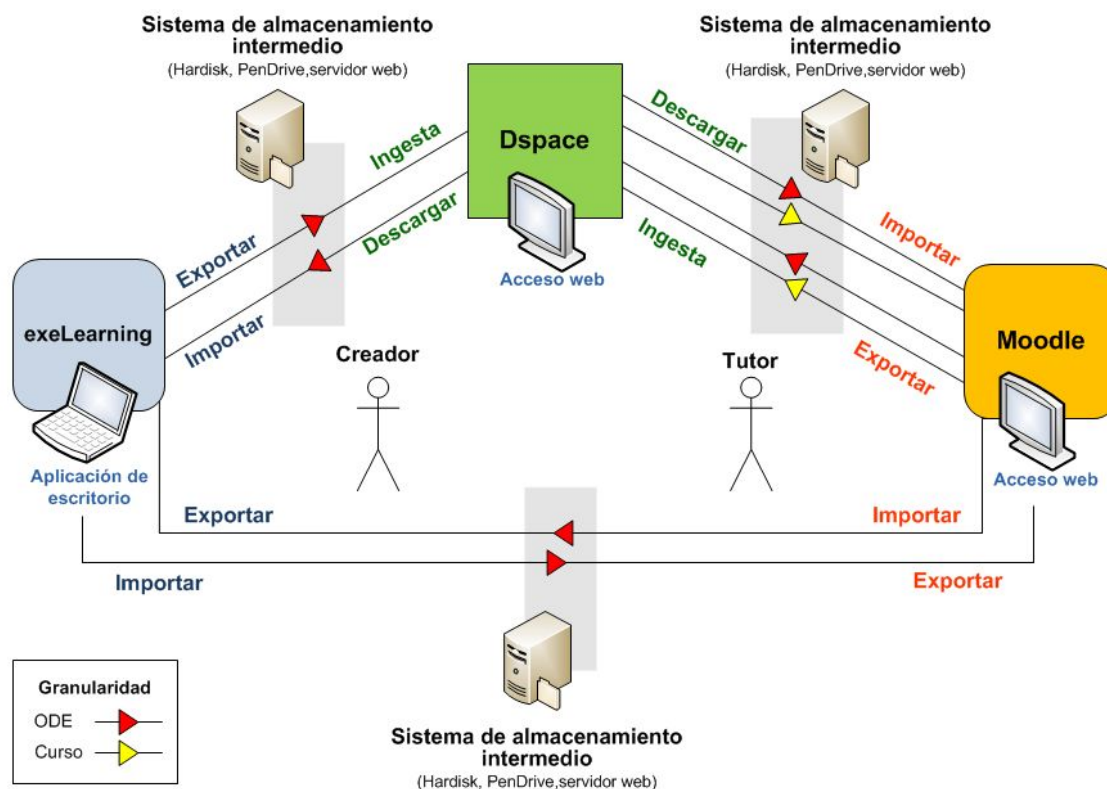 Sistema de almacenamiento
intermedio
(Hardisk, PenDrive,servidor web)
Sistema de almacenamiento
intermedio
(Hardisk, PenDrive,servidor web)
Ingesta
Dspace
Descargar
Descargar
Ingesta
Exportar
Importar
Acceso web
Importar
Exportar
exeLearning
Creador
Tutor
Moodle
Aplicación de
escritorio
Acceso web
Exportar
Importar
Importar
Exportar
Granularidad
ODE
Curso
Sistema de almacenamiento
intermedio
(Hardisk, PenDrive,servidor web)